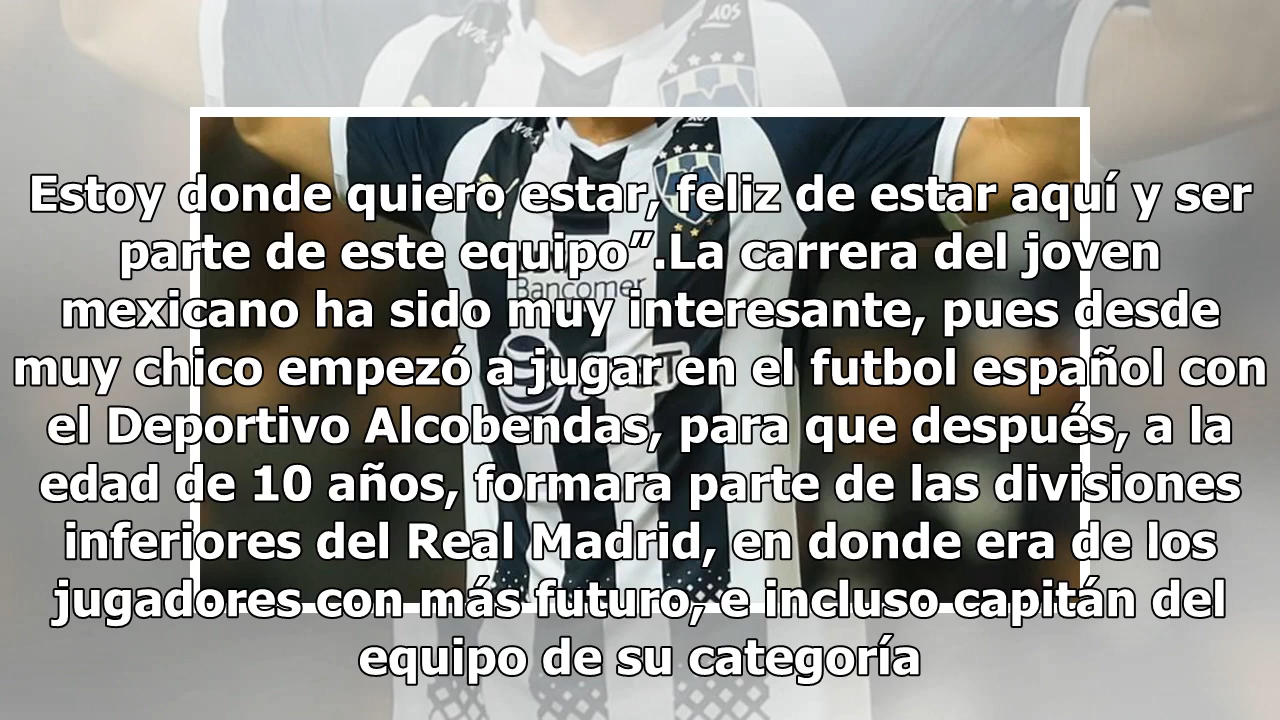 Estoy donde quiero estar, feliz de estar aquí y ser
parte de este equipo”.La carrera del joven
mexicano ha sido muy interesante, pues desde
muy chico empezó a jugar en el futbol español con
el Deportivo Alcobendas, para que después, a la
edad de 10 años, formara parte de las divisiones
inferiores del Real Madrid, en donde era de los
jugadores con más futuro, e incluso capitán del
equipo de su categoría
Bancomer